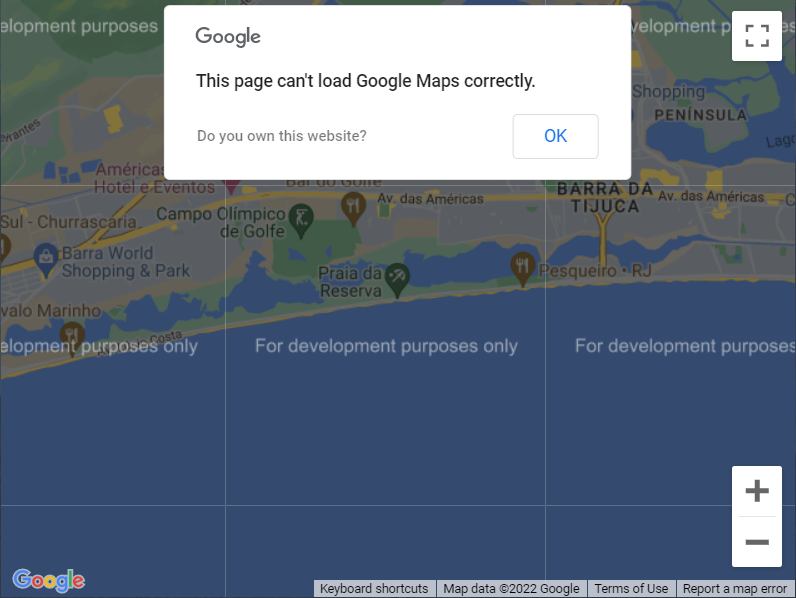 elopment purposes
Google
evelopment purposes
This page can't load Google Maps correctly.
Shopping
PENÍNSULA
Do you own this website?
OK
Lago
Américas
Hotel e Eventos
Bar do Golfe
Av. das Américas
BARRA DA
TIJUCA
Av. das Américas
Campo Olímpico
de Golfe
Sul - Churrascaria
Barra World
Shopping & Park
Praia da
Reserva
Pesqueiro • RJ
valo Marinho
elopment purposes only
For development purposes only
For development purposes
Google
Keyboard shortcuts
Map data ©2022 Google
Terms of Use
Report a map error